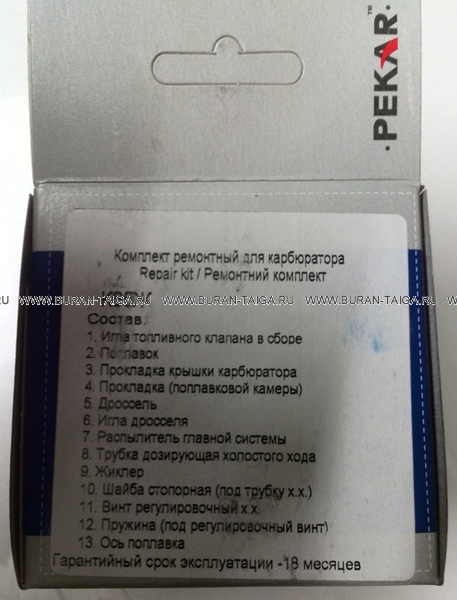 PEKAR™
Комплект ремонтный для карбюратора
Repair kit / Ремонтний комплект
WWW.BURAN-TAIGA.RU WWW.BURAN-TAIGA.RU WWW.BURAN-TAIGA.RU
Состав:
1. Игла топливного клапана в сборе
2. Поплавок
3. Прокладка крышки карбюратора
4. Прокладка (поплавковой камеры)
5. Дроссель
6. Игла дросселя
7. Распылитель главной системы
8. Трубка дозирующая холостого хода
9. Жиклер
10. Шайба стопорная (под трубку х.х.)
11. Винт регулировочный х.х.
12. Пружина (под регулировочный винт)
13. Ось поплавка
Гарантийный срок эксплуатации -18 месяцев